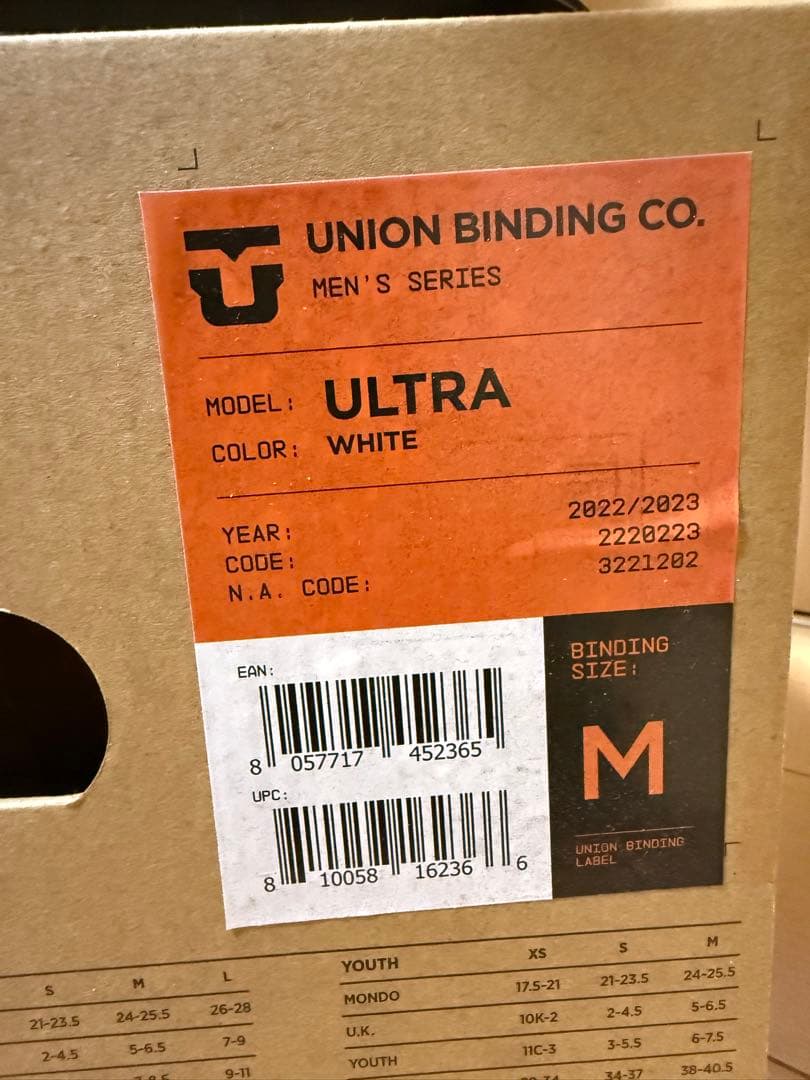 UNION BINDING CO.
MEN'S SERIES
MODEL: ULTRA
COLOR: WHITE
YEAR: 2022/2023
CODE: 2220223
N.A. CODE: 3221202
EAN:
8 057717 452365
UPC:
8 10058 16236 6
BINDING
SIZE:
M
UNION BINDING
LABEL
S M L
21-23.5 24-25.5 26-28
2-4.5 5-6.5 7-9
9-11
YOUTH XS S M
MONDO 17.5-21 21-23.5 24-25.5
U.K. 10K-2 2-4.5 5-6.5
YOUTH 11C-3 3-5.5 6-7.5
34-37 38-40.5